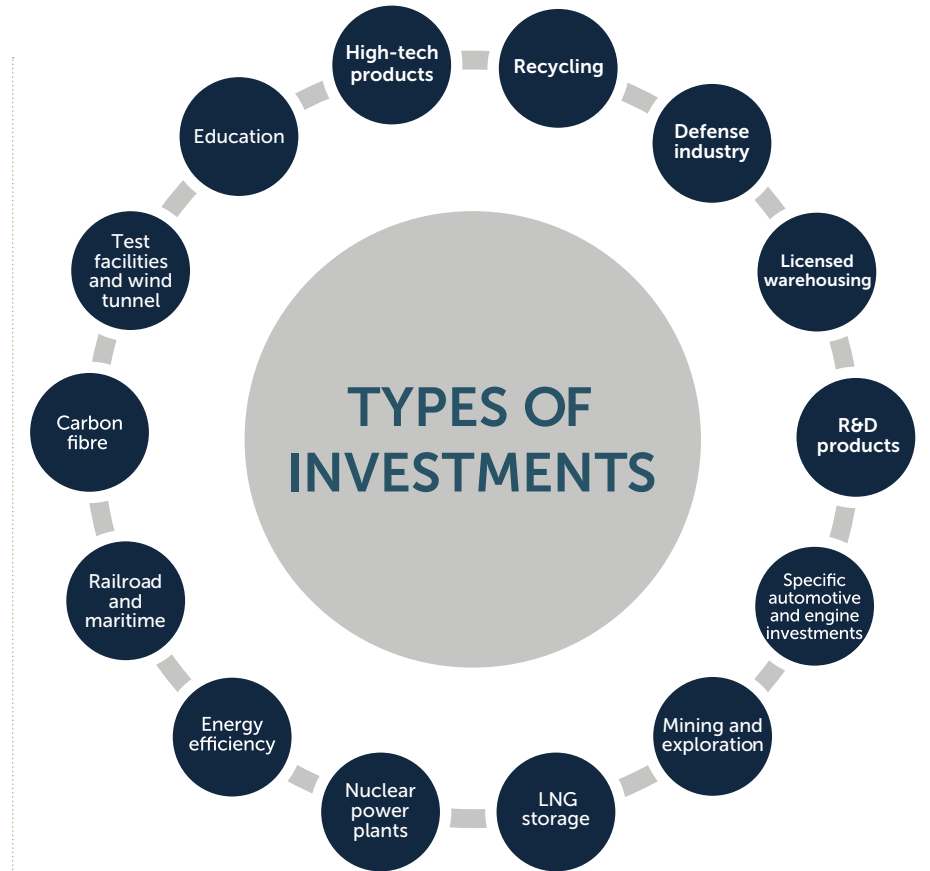 High-tech
products
Recycling
Defense
industry
Licensed
warehousing
R&D
products
Specific
automotive
and engine
investments
Mining and
exploration
LNG
storage
Nuclear
power
plants
Energy
efficiency
Railroad
and
maritime
Carbon
fibre
Test
facilities
and wind
tunnel
Education
TYPES OF
INVESTMENTS